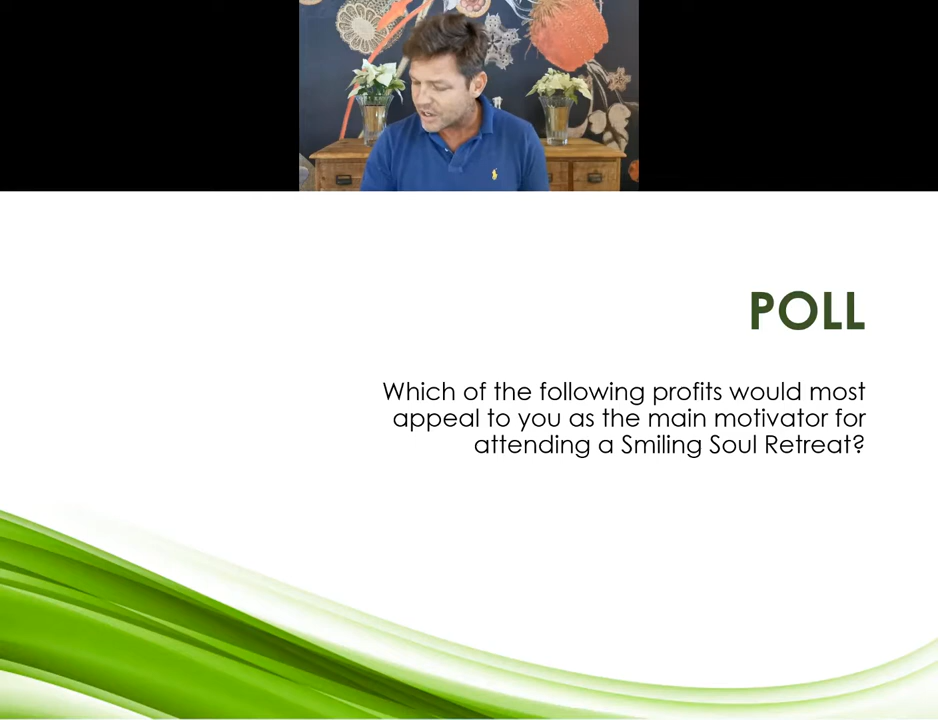 POLL
Which of the following profits would most
appeal to you as the main motivator for
attending a Smiling Soul Retreat?